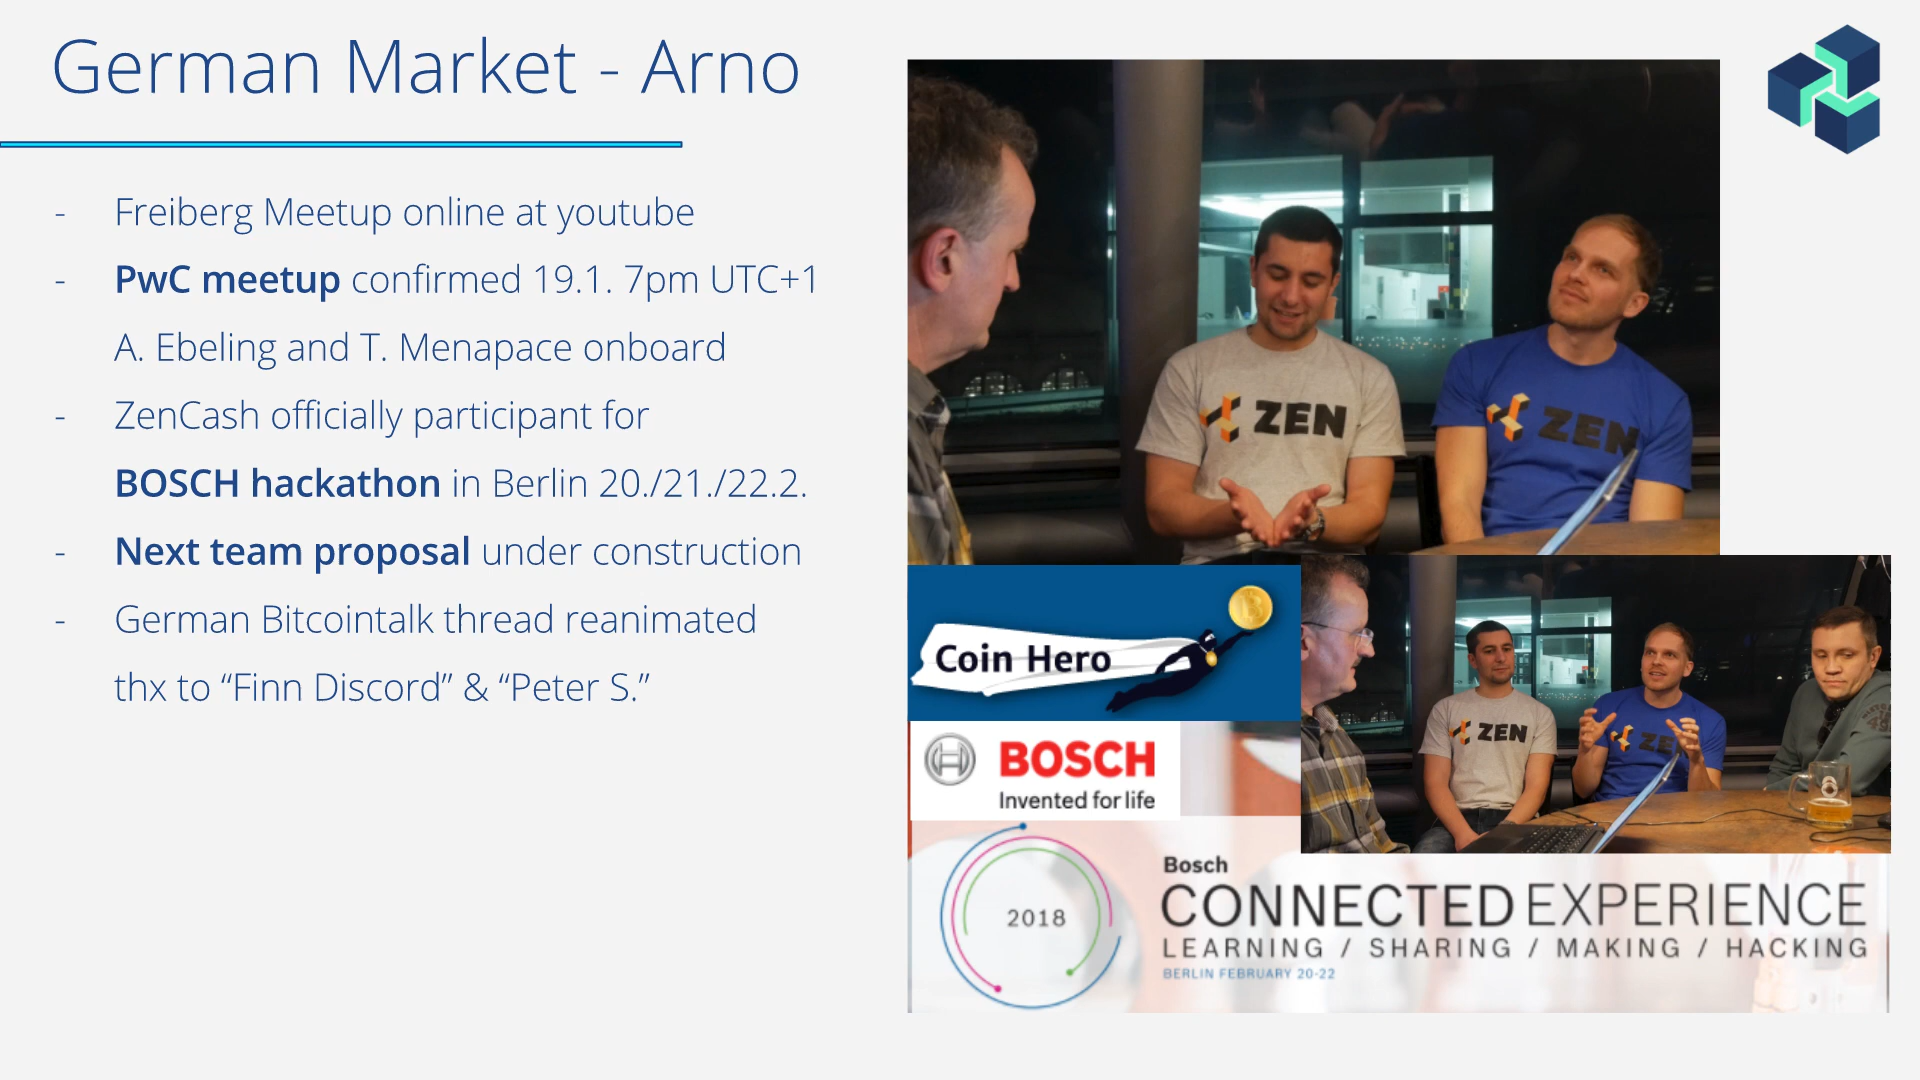 German Market - Arno
- Freiberg Meetup online at youtube
- PwC meetup confirmed 19.1. 7pm UTC+1
A. Ebeling and T. Menapace onboard
- ZenCash officially participant for
BOSCH hackathon in Berlin 20./21./22.2.
- Next team proposal under construction
- German Bitcointalk thread reanimated
thx to “Finn Discord” & “Peter S.”
ZEN
ZEN
Coin Hero
BOSCH
Invented for life
ZEN
ZE
2018
Bosch
CONNECTED EXPERIENCE
LEARNING / SHARING / MAKING / HACKING
BERLIN FEBRUARY 20-22